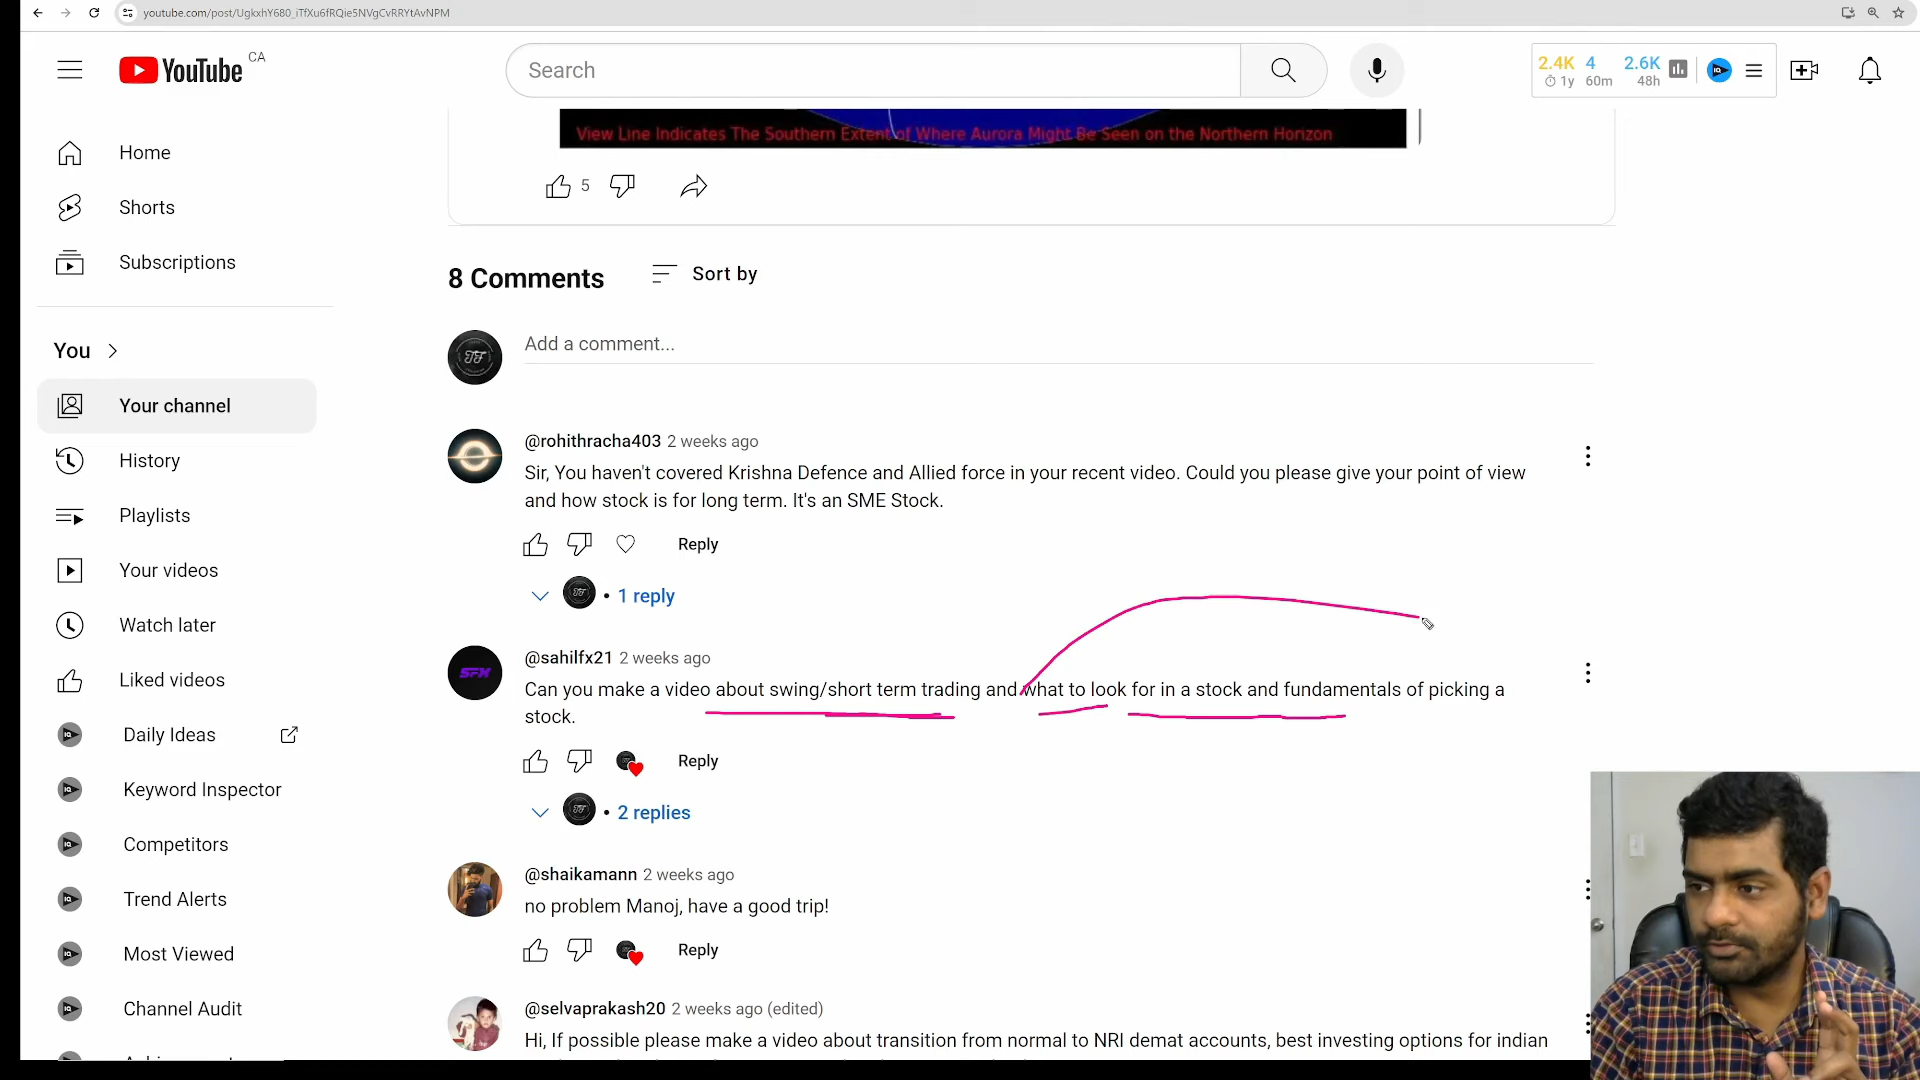 youtube.com/post/UgkxhY680_iTfXu6fRQie5NVgCvRRYtAvNPM
YouTube CA
Search
2.4K 4 2.6K
1y 60m 48h
View Line Indicates The Southern Extent of Where Aurora Might Be Seen on the Northern Horizon
Home
5
Shorts
Subscriptions
8 Comments
Sort by
Add a comment...
You
Your channel
@rohithracha403 2 weeks ago
Sir, You haven't covered Krishna Defence and Allied force in your recent video. Could you please give your point of view
and how stock is for long term. It's an SME Stock.
History
Playlists
Reply
Your videos
1 reply
Watch later
@sahilfx21 2 weeks ago
Can you make a video about swing/short term trading and what to look for in a stock and fundamentals of picking a
stock.
Liked videos
Daily Ideas
Reply
Keyword Inspector
2 replies
Competitors
@shaikamann 2 weeks ago
no problem Manoj, have a good trip!
Trend Alerts
Most Viewed
Reply
Channel Audit
@selvaprakash20 2 weeks ago (edited)
Hi, If possible please make a video about transition from normal to NRI demat accounts, best investing options for indian